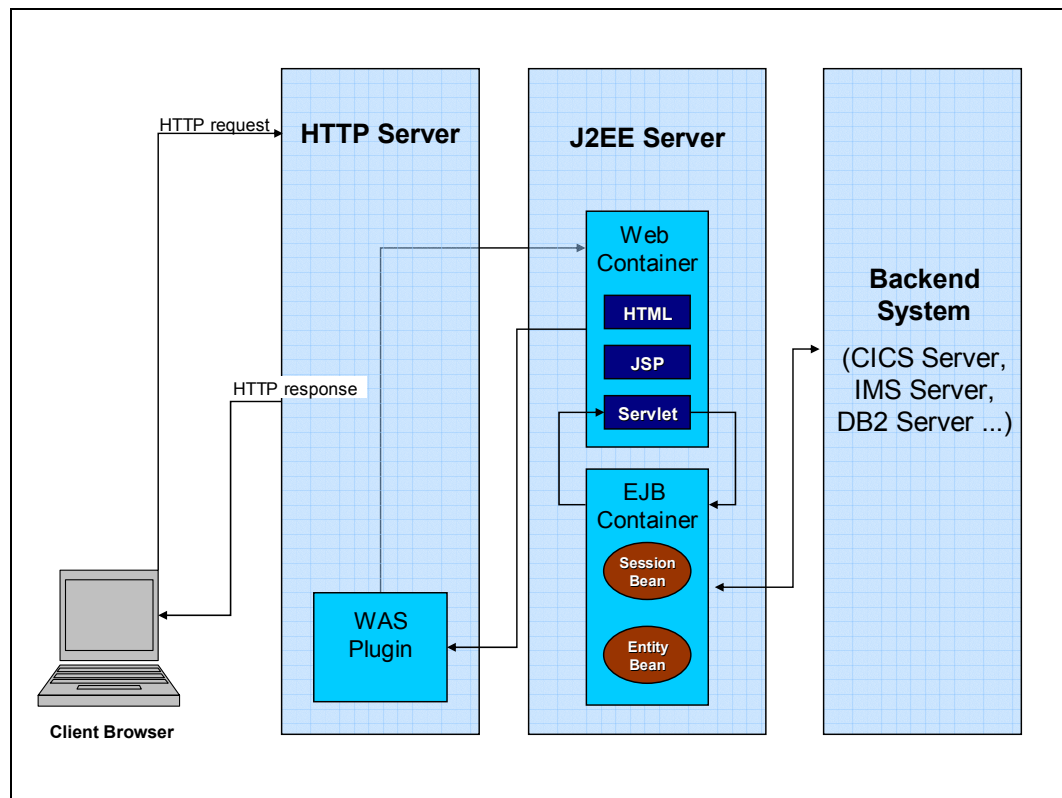 HTTP request
HTTP Server
J2EE Server
Web
Container
HTML
JSP
Servlet
Backend
System
(CICS Server,
IMS Server,
DB2 Server ...)
HTTP response
EJB
Container
Session
Bean
Entity
Bean
WAS
Plugin
Client Browser